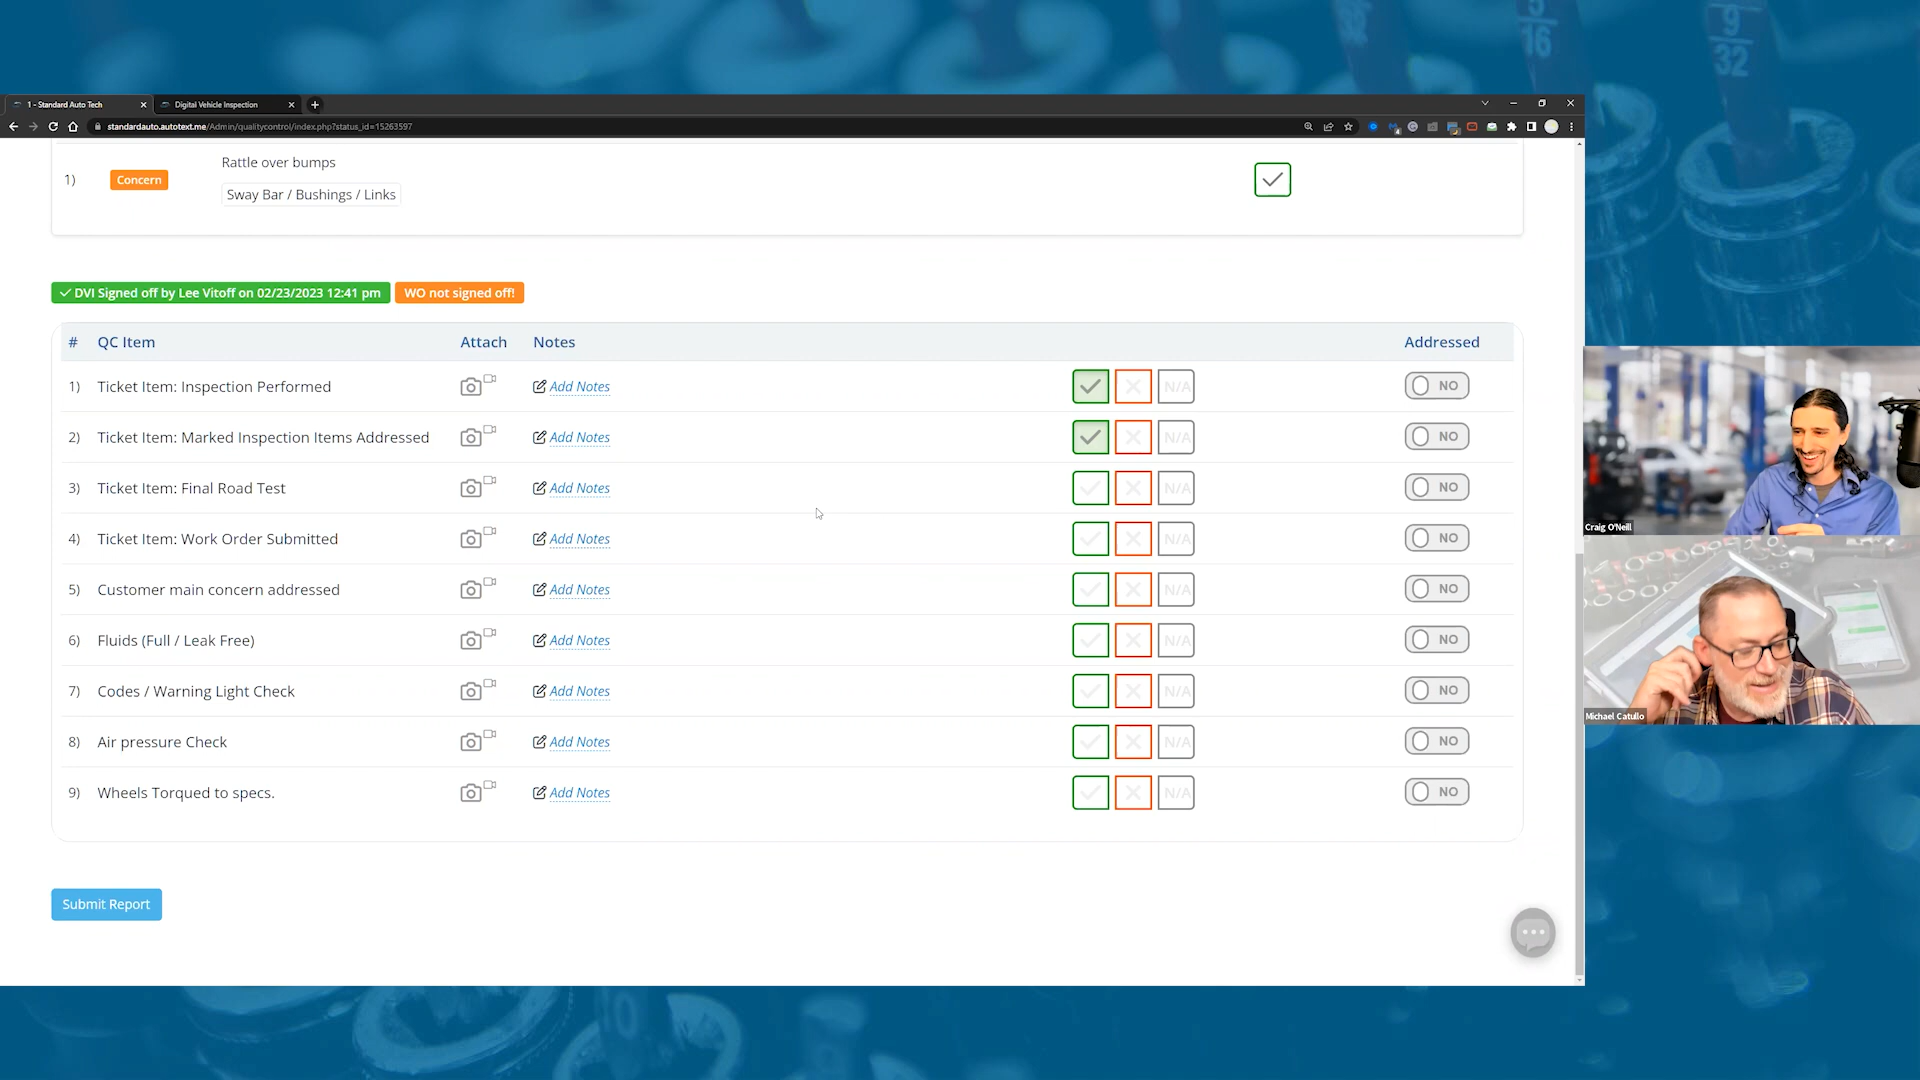 5
16
9
32
32
1 - Standard Auto Tech
Digital Vehicle Inspection
standardauto.autotext.me/Admin/qualitycontrol/index.php?status_id=15263597
1)
Concern
Rattle over bumps
Sway Bar / Bushings / Links
DVI Signed off by Lee Vitoff on 02/23/2023 12:41 pm
WO not signed off!
# QC Item Attach Notes Addressed
1) Ticket Item: Inspection Performed Add Notes N/A NO
2) Ticket Item: Marked Inspection Items Addressed Add Notes N/A NO
3) Ticket Item: Final Road Test Add Notes N/A NO
4) Ticket Item: Work Order Submitted Add Notes N/A NO
5) Customer main concern addressed Add Notes N/A NO
6) Fluids (Full / Leak Free) Add Notes N/A NO
7) Codes / Warning Light Check Add Notes N/A NO
8) Air pressure Check Add Notes N/A NO
9) Wheels Torqued to specs. Add Notes N/A NO
Submit Report
Craig O'Neill
Michael Catullo